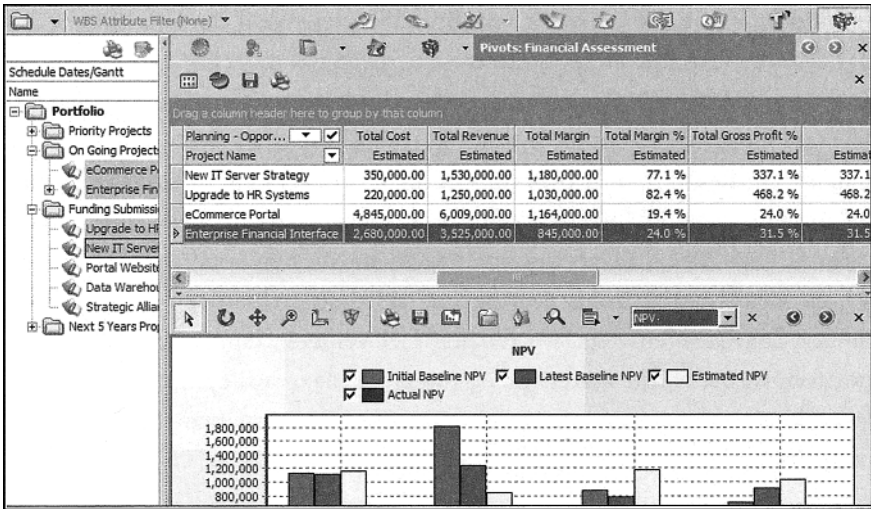 WBS Attribute Filter(None)
Pivots: Financial Assessment
Schedule Dates/Gantt
Name
Portfolio
Priority Projects
On Going Project
eCommerce P
Enterprise Fin
Funding Submissi
Upgrade to HR
New IT Server
Portal Website
Data Warehou
Strategic Allia
Next 5 Years Pro
Drag a column header here to group by that column
Planning - Oppor... Total Cost Total Revenue Total Margin Total Margin % Total Gross Profit %
Project Name Estimated Estimated Estimated Estimated Estimated Estimat
New IT Server Strategy 350,000.00 1,530,000.00 1,180,000.00 77.1 % 337.1 % 337.1
Upgrade to HR Systems 220,000.00 1,250,000.00 1,030,000.00 82.4 % 468.2 % 468.2
eCommerce Portal 4,845,000.00 6,009,000.00 1,164,000.00 19.4 % 24.0 % 24.0
Enterprise Financial Interface 2,680,000.00 3,525,000.00 845,000.00 24.0 % 31.5 % 31.5
NPV
NPV
Initial Baseline NPV Latest Baseline NPV Estimated NPV
Actual NPV
1,800,000
1,600,000
1,400,000
1,200,000
1,000,000
800,000